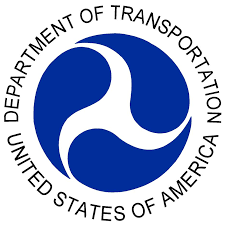 DEPARTMENT OF TRANSPORTATION
UNITED STATES OF AMERICA